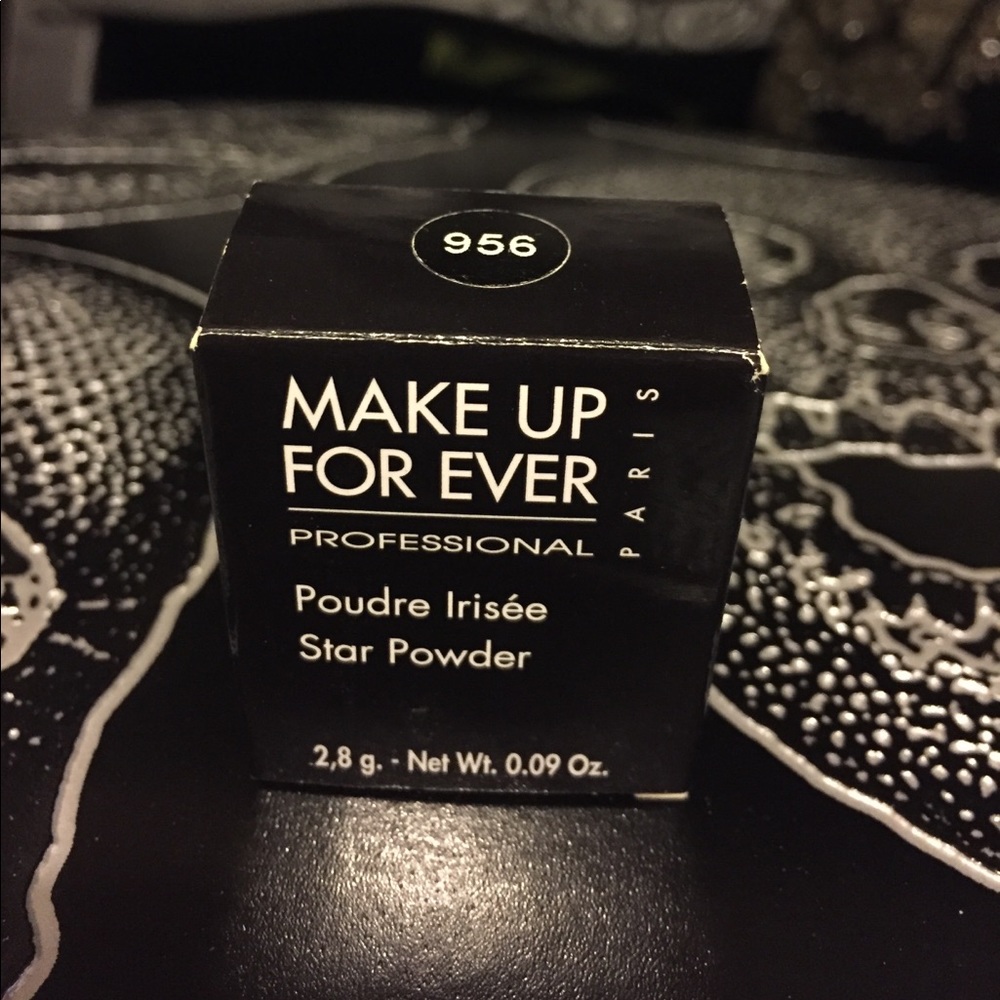 956
MAKE UP
FOR EVER
PROFESSIONAL
PARIS
Poudre Irisée
Star Powder
2,8 g. - Net Wt. 0.09 Oz.